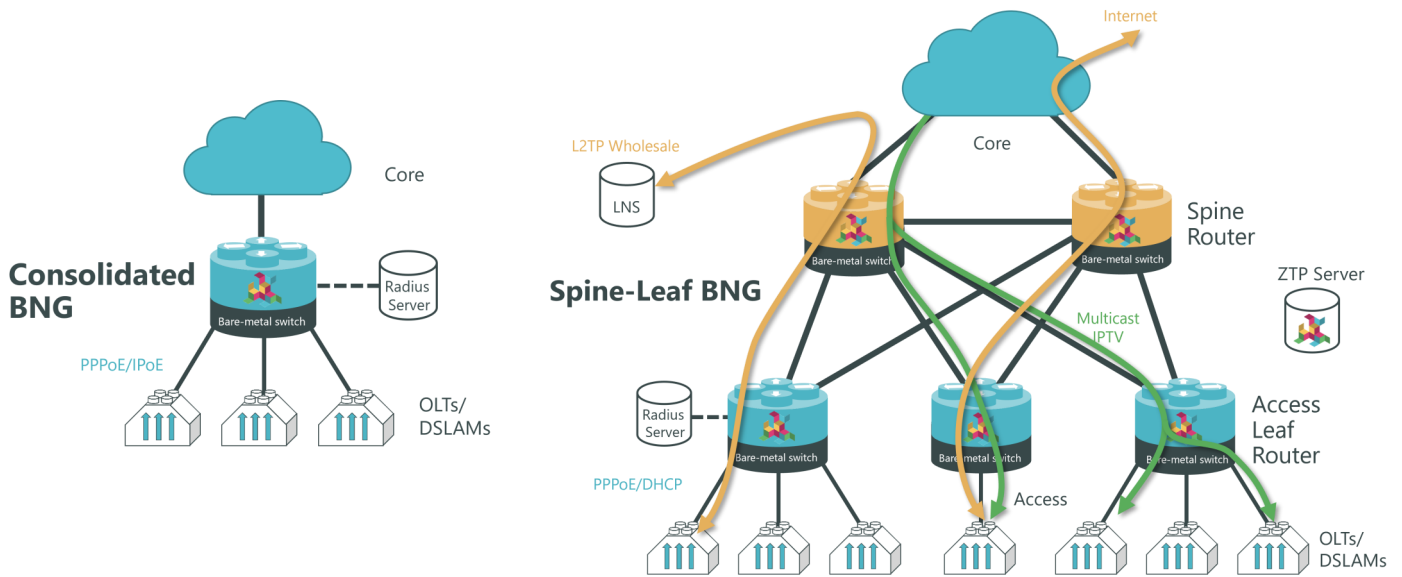 Core
Consolidated
BNG
Radius
Server
Bare-metal switch
PPPoE/IPoE
OLTs/
DSLAMs
Internet
L2TP Wholesale
LNS
Core
Spine
Router
Bare-metal switch
Bare-metal switch
Spine-Leaf BNG
ZTP Server
Multicast
IPTV
Radius
Server
Access
Leaf
Router
Bare-metal switch
Bare-metal switch
Bare-metal switch
PPPoE/DHCP
Access
OLTs/
DSLAMs